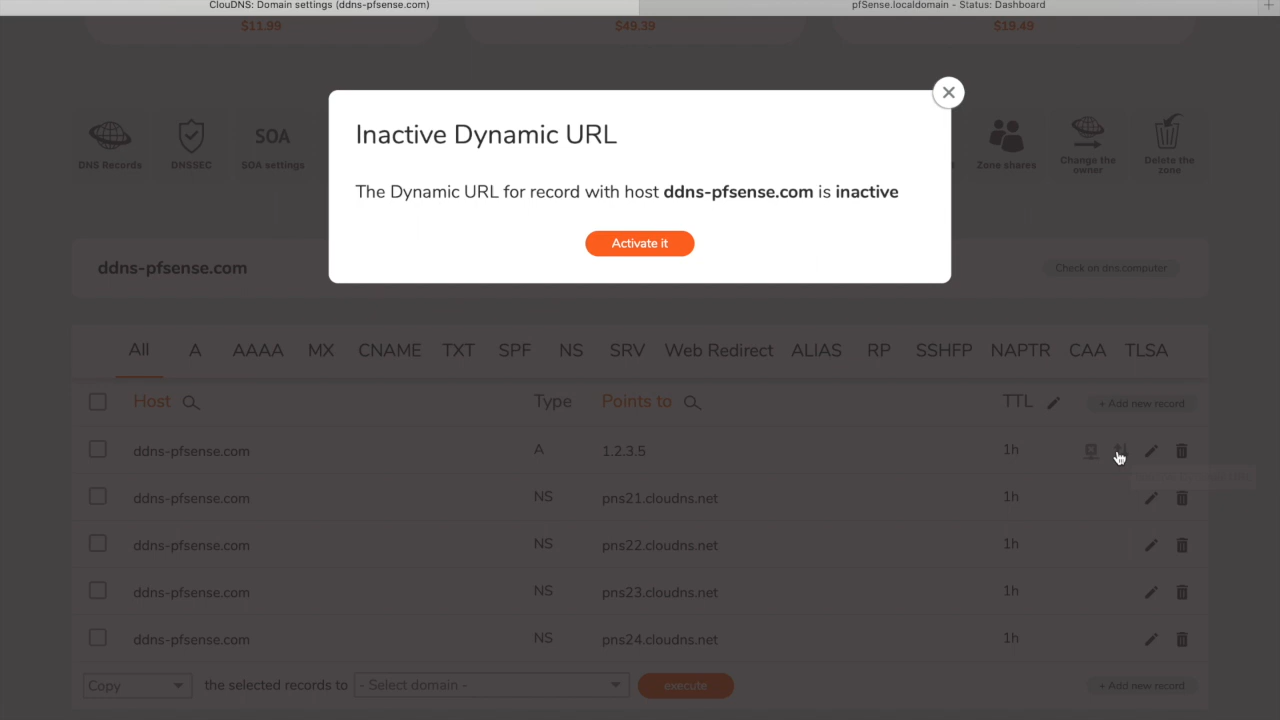 ClouDNS: Domain settings (ddns-pfsense.com)
pfSense.localdomain - Status: Dashboard
$11.99
$49.39
$19.49
Inactive Dynamic URL
The Dynamic URL for record with host ddns-pfsense.com is inactive
Activate it
DNS Records
DNSSEC
SOA
SOA settings
Zone shares
Change the owner
Delete the zone
ddns-pfsense.com
Check on dns.computer
All A AAAA MX CNAME TXT SPF NS SRV Web Redirect ALIAS RP SSHFP NAPTR CAA TLSA
Host Type Points to TTL + Add new record
ddns-pfsense.com A 1.2.3.5 1h
ddns-pfsense.com NS pns21.cloudns.net 1h
ddns-pfsense.com NS pns22.cloudns.net 1h
ddns-pfsense.com NS pns23.cloudns.net 1h
ddns-pfsense.com NS pns24.cloudns.net 1h
Copy the selected records to - Select domain - execute + Add new record